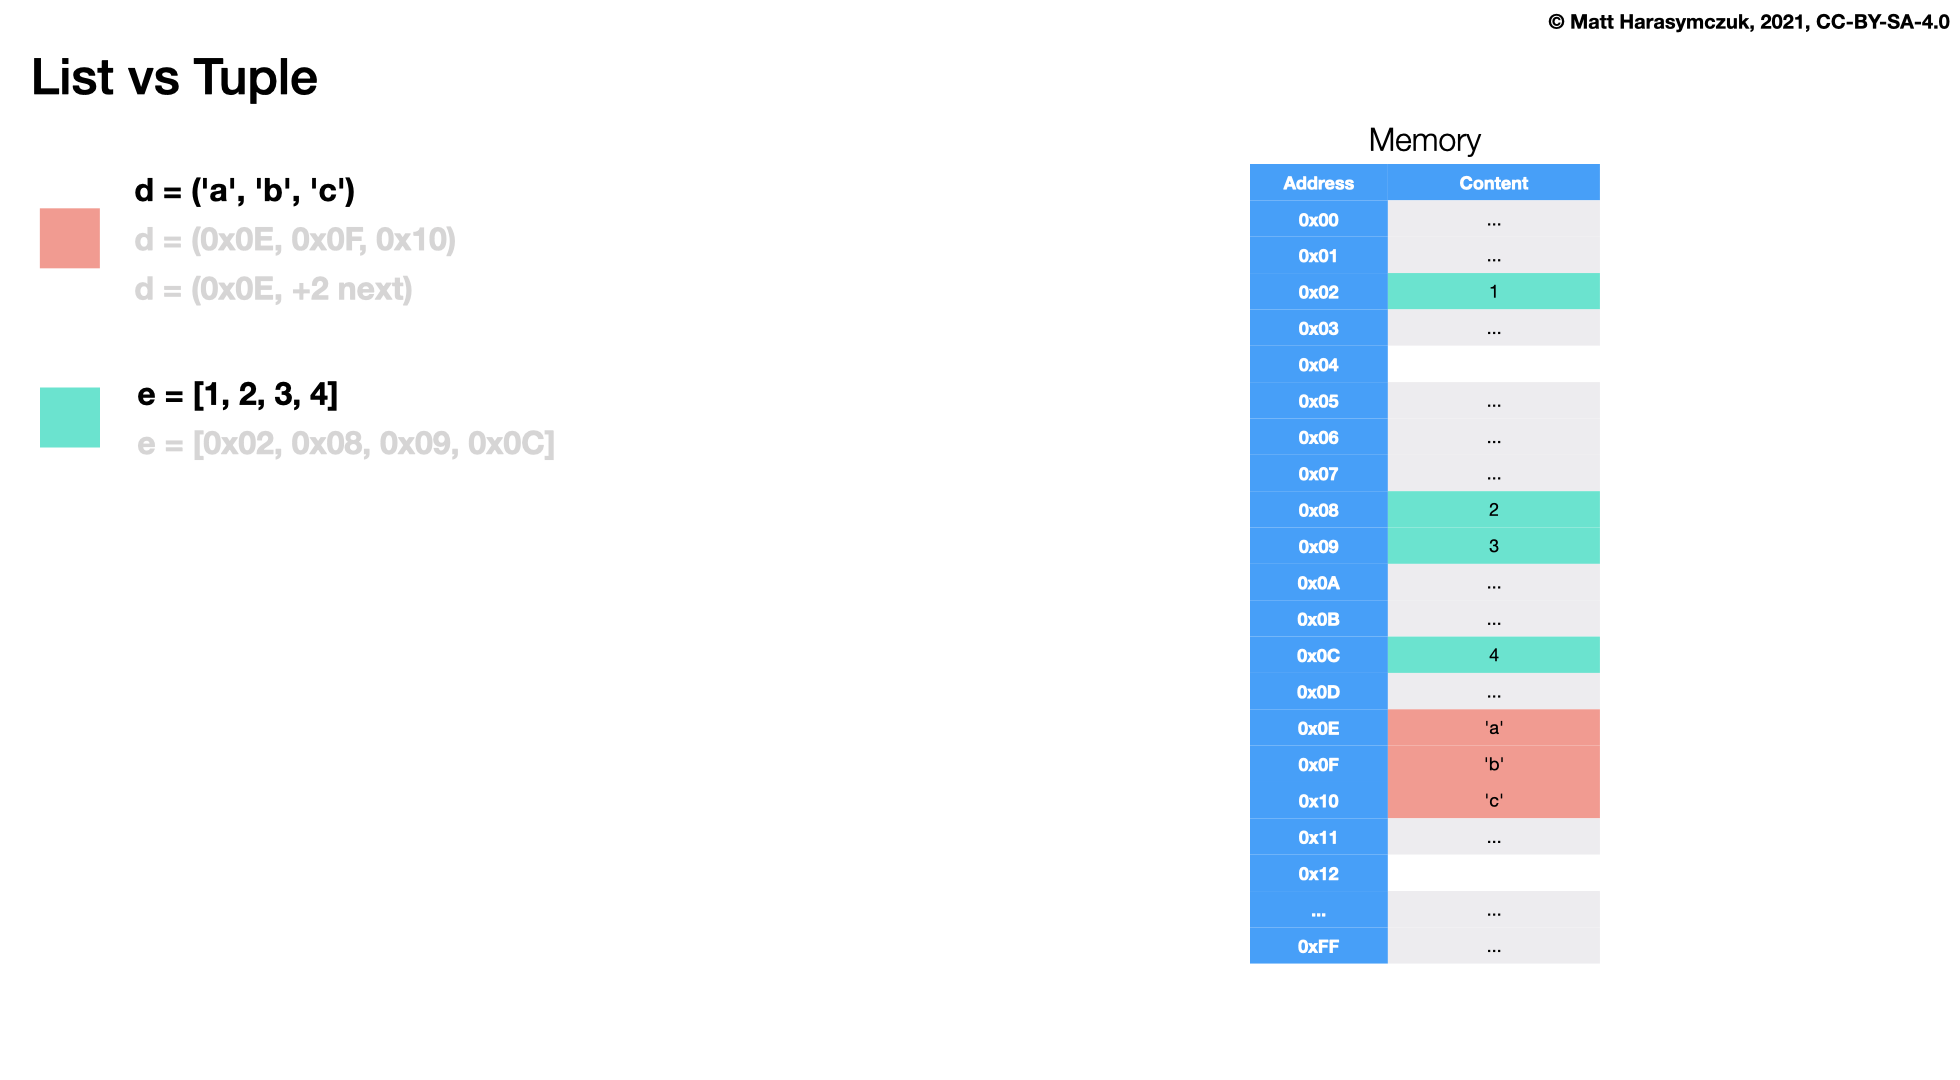 © Matt Harasymczuk, 2021, CC-BY-SA-4.0
List vs Tuple
d = ('a', 'b', 'c')
d = (0x0E, 0x0F, 0x10)
d = (0x0E, +2 next)
e = [1, 2, 3, 4]
e = [0x02, 0x08, 0x09, 0x0C]
Memory
Address Content
0x00 ...
0x01 ...
0x02 1
0x03 ...
0x04
0x05 ...
0x06 ...
0x07 ...
0x08 2
0x09 3
0x0A ...
0x0B ...
0x0C 4
0x0D ...
0x0E 'a'
0x0F 'b'
0x10 'c'
0x11 ...
0x12
... ...
0xFF ...